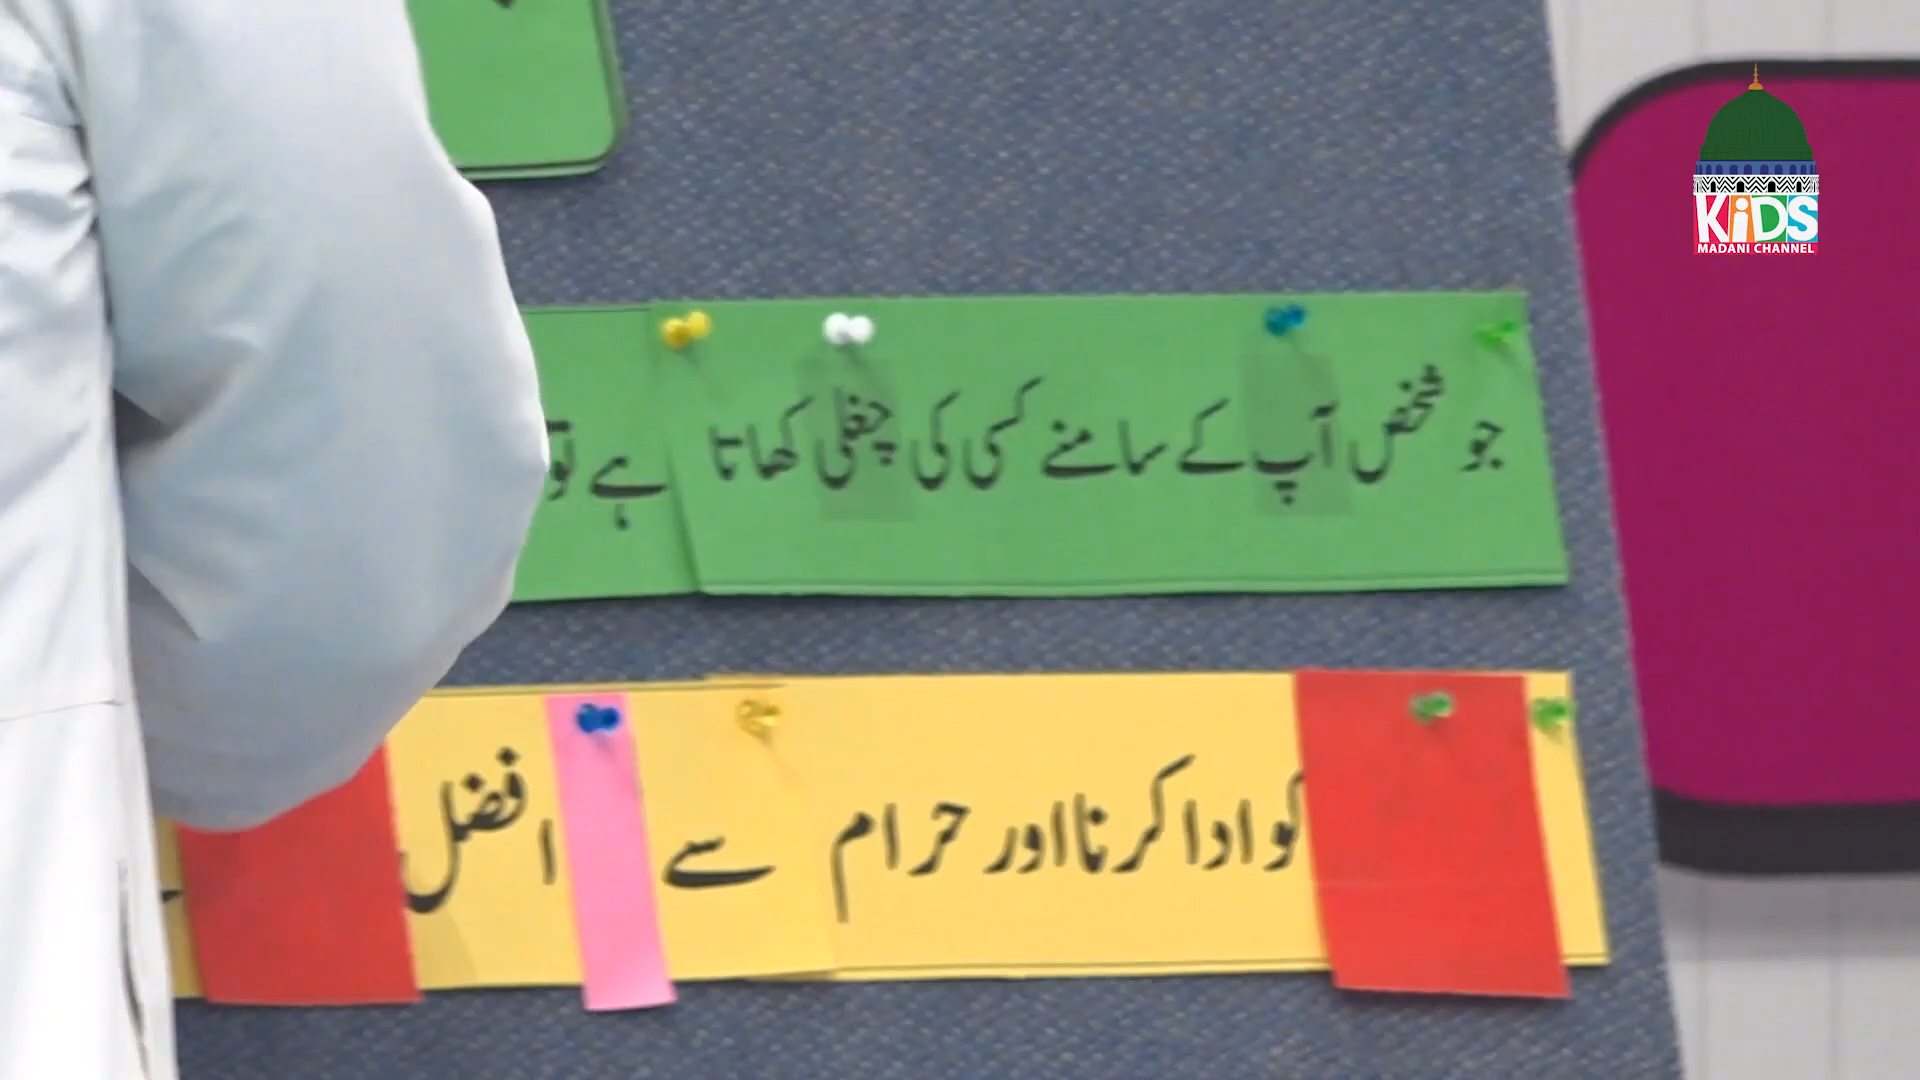 KiDS
MADANI CHANNEL
جو شخص آپ کے سامنے کسی کی چغلی کھاتا ہے تو
کو ادا کرنا اور حرام سے ا افضل